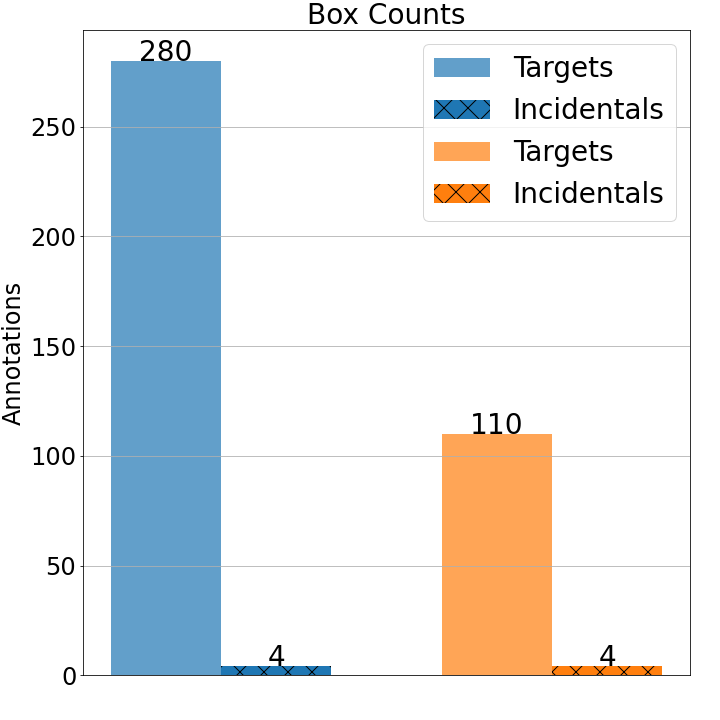 Box Counts
280
Targets
Incidentals
Targets
Incidentals
250
200
150
100
50
0
Annotations
110
4
4